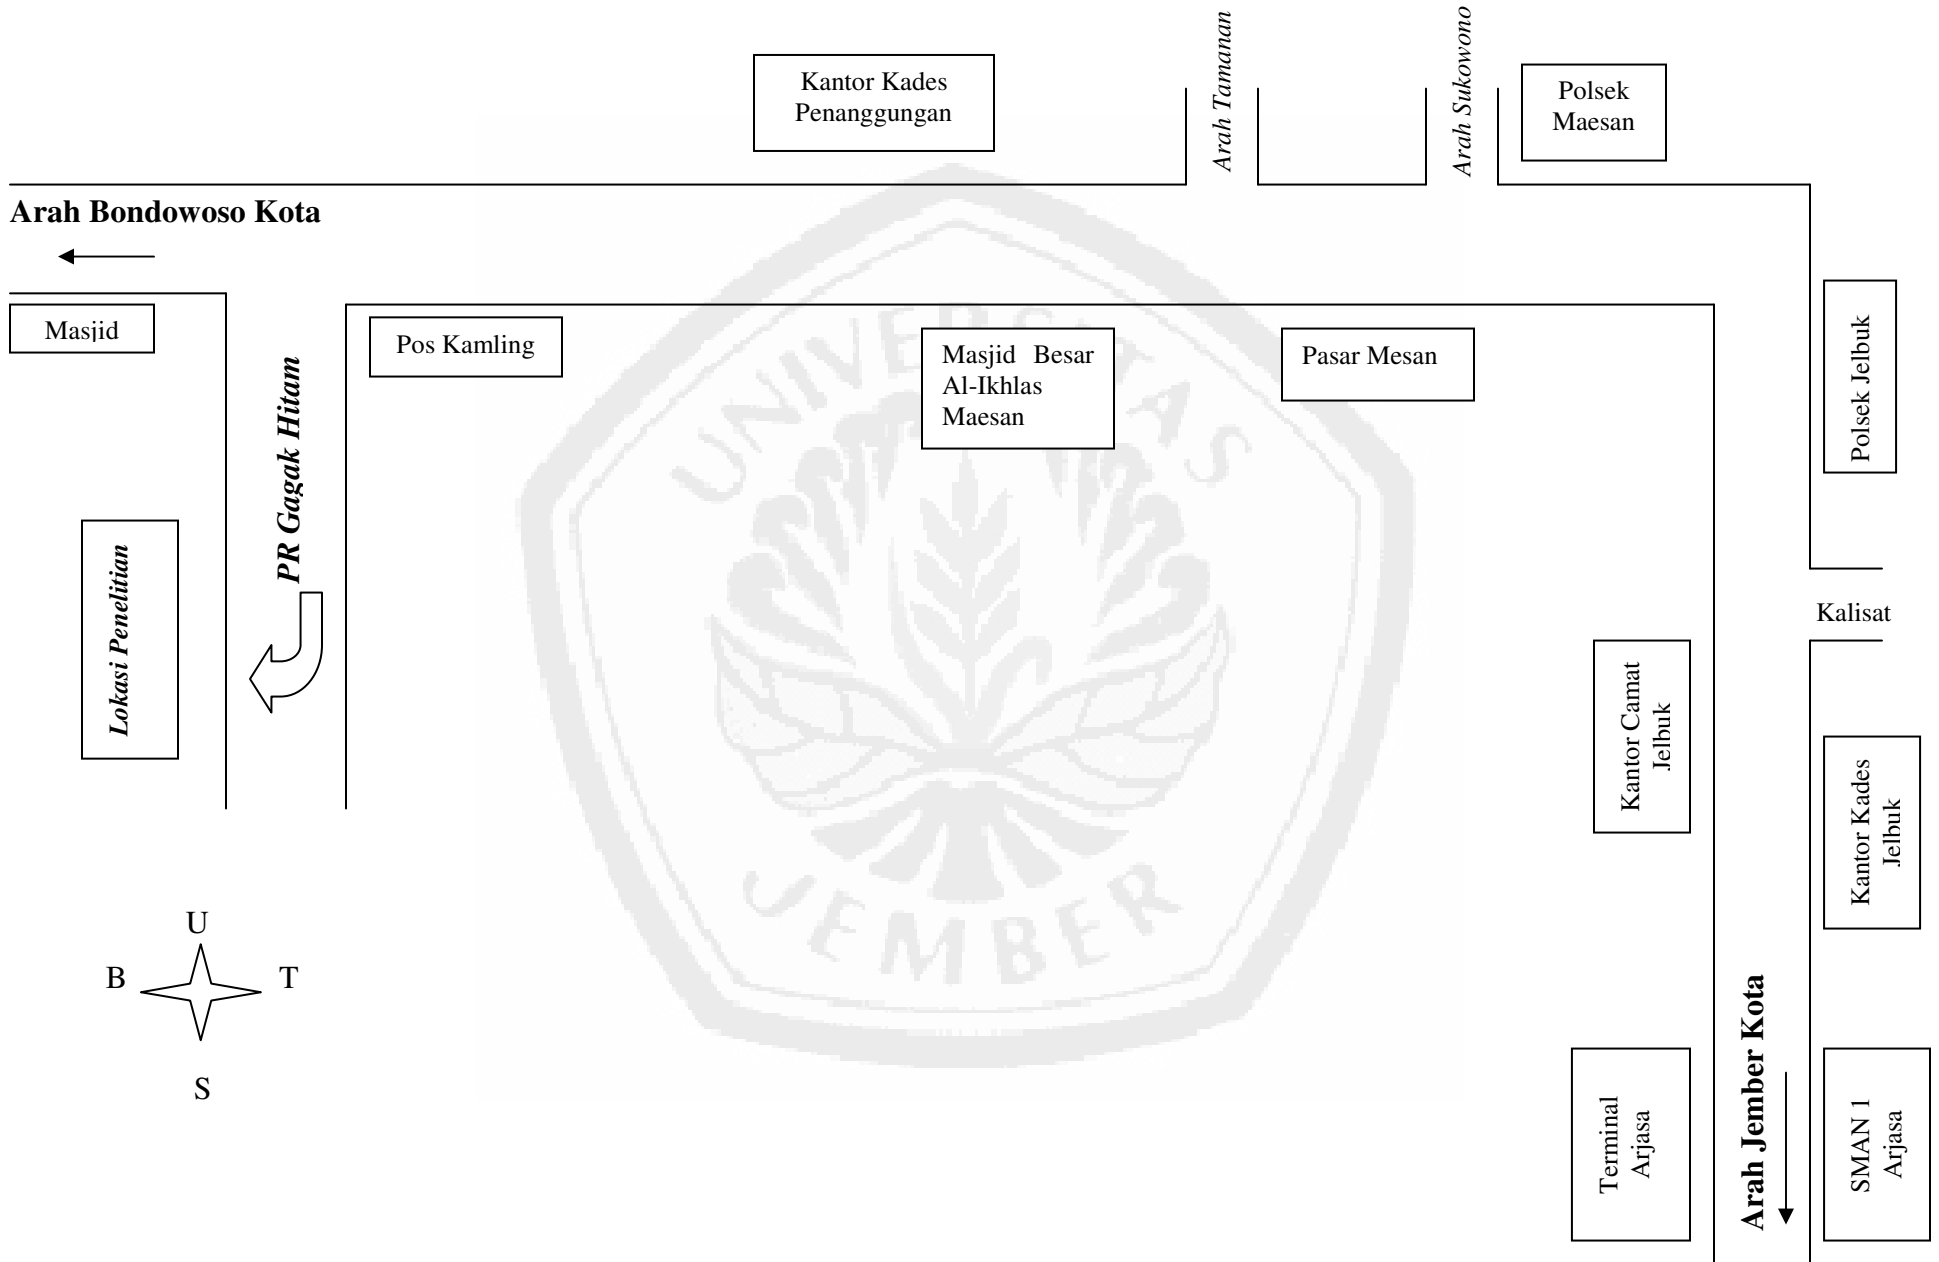 Kantor Kades
Penanggungan
Arah Tamanan
Arah Sukowono
Polsek
Maesan
Arah Bondowoso Kota
Masjid
Pos Kamling
PR Gagak Hitam
Masjid Besar
Al-Ikhlas
Maesan
Pasar Mesan
Polsek Jelbuk
Lokasi Penelitian
Kalisat
Kantor Camat
Jelbuk
Kantor Kades
Jelbuk
U
B
T
S
Terminal
Arjasa
Arah Jember Kota
SMAN 1
Arjasa
UNIVERSITAS
JEMBER